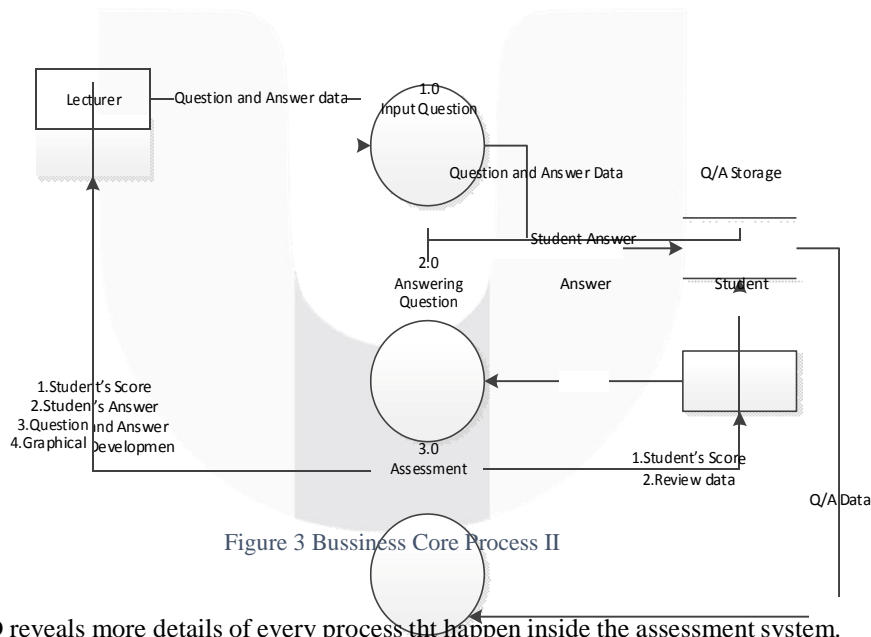 Lecturer
Question and Answer data
1.0
Input Question
Question and Answer Data
Q/A Storage
Student Answer
2.0
Answering
Question
Answer
Student
1.Student's Score
2.Student's Answer
3.Question and Answer
4.Graphical Developmen
3.0
Assessment
1.Student's Score
2.Review data
Q/A Data
Figure 3 Bussiness Core Process II
reveals more details of every process tht happen inside the assessment system.